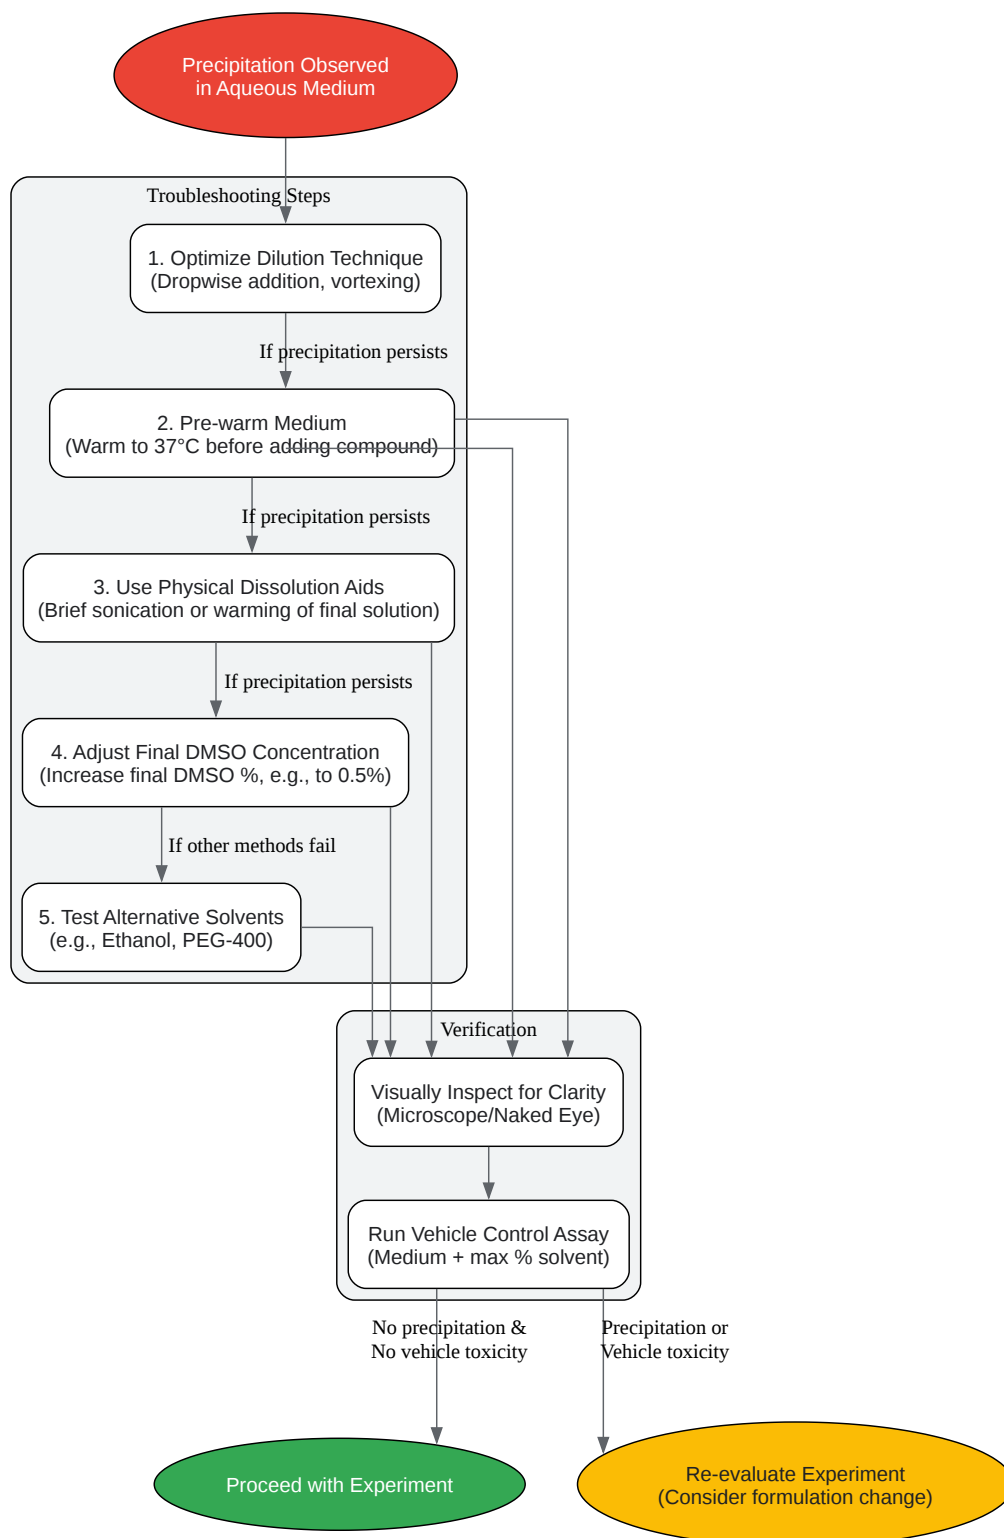 Precipitation Observed
in Aqueous Medium
Troubleshooting Steps
1. Optimize Dilution Technique
(Dropwise addition, vortexing)
If precipitation persists
2. Pre-warm Medium
(Warm to 37°C before adding compound)
If precipitation persists
3. Use Physical Dissolution Aids
(Brief sonication or warming of final solution)
If precipitation persists
4. Adjust Final DMSO Concentration
(Increase final DMSO %, e.g., to 0.5%)
If other methods fail
5. Test Alternative Solvents
(e.g., Ethanol, PEG-400)
Verification
Visually Inspect for Clarity
(Microscope/Naked Eye)
Run Vehicle Control Assay
(Medium + max % solvent)
No precipitation &
No vehicle toxicity
Precipitation or
Vehicle toxicity
Proceed with Experiment
Re-evaluate Experiment
(Consider formulation change)